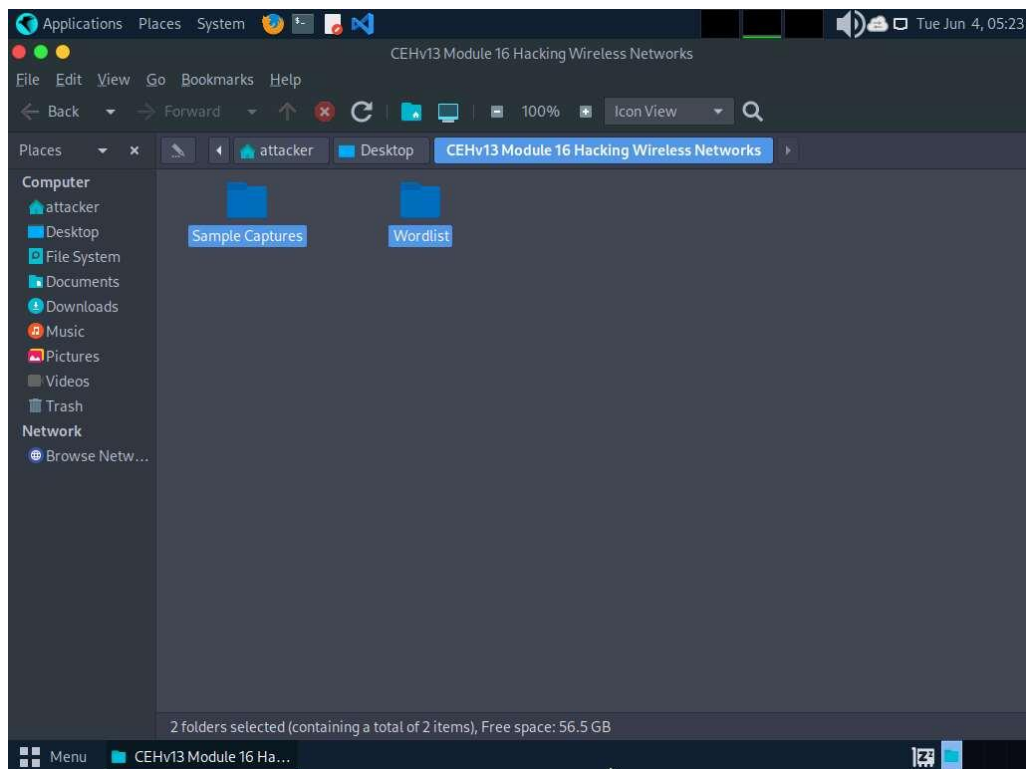 Applications Places System Tue Jun 4, 05:23
CEHv13 Module 16 Hacking Wireless Networks
File Edit View Go Bookmarks Help
Back Forward 100% Icon View
Places attacker Desktop CEHv13 Module 16 Hacking Wireless Networks
Computer
attacker
Desktop
File System
Documents
Downloads
Music
Pictures
Videos
Trash
Network
Browse Netw...
Sample Captures Wordlist
2 folders selected (containing a total of 2 items), Free space: 56.5 GB
Menu CEHv13 Module 16 Ha...